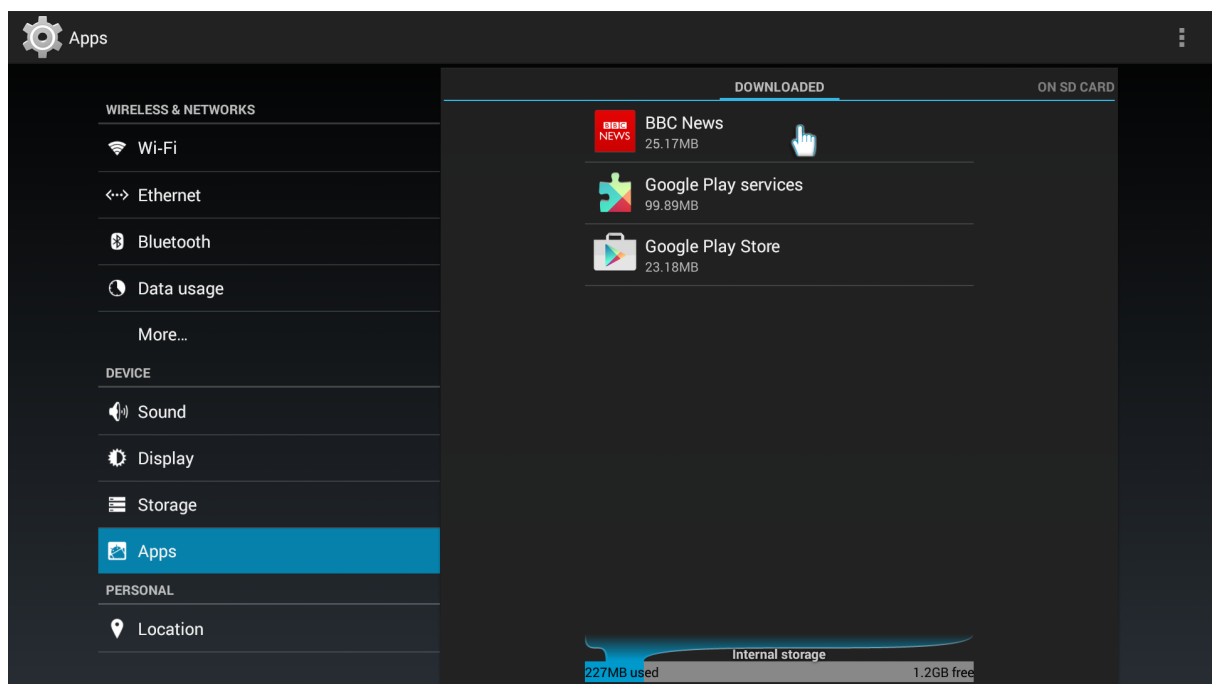 Apps
WIRELESS & NETWORKS
Wi-Fi
Ethernet
Bluetooth
Data usage
More...
DEVICE
Sound
Display
Storage
Apps
PERSONAL
Location
DOWNLOADED
ON SD CARD
BBC
NEWS
BBC News
25.17MB
Google Play services
99.89MB
Google Play Store
23.18MB
Internal storage
227MB used
1.2GB free